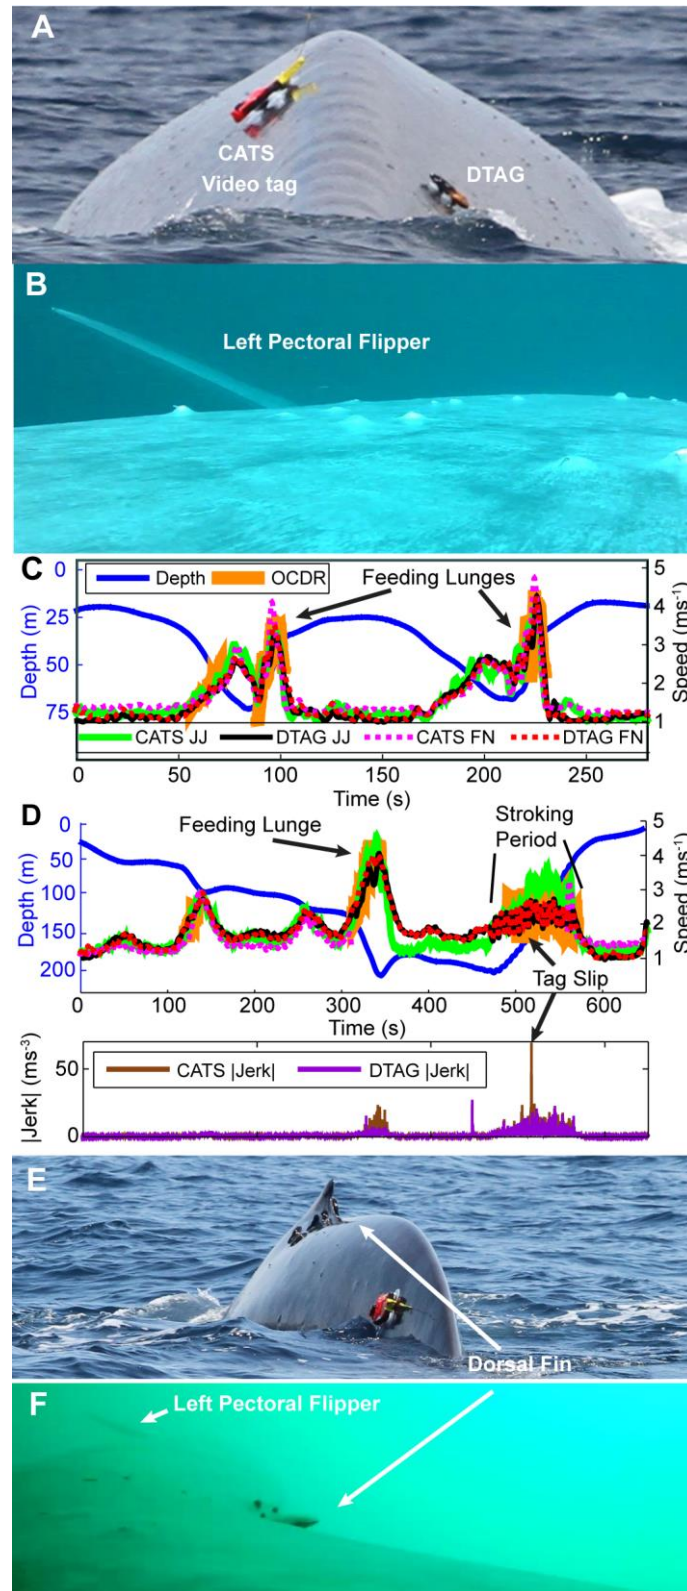 A
CATS
Video tag
DTAG
B
Left Pectoral Flipper
C
Depth
OCDR
Feeding Lunges
0
25
50
75
Depth (m)
5
4
3
2
1
Speed (ms-1)
CATS JJ
DTAG JJ
CATS FN
DTAG FN
0
50
100
150
200
250
Time (s)
D
Feeding Lunge
Stroking
Period
0
50
100
150
200
Depth (m)
5
4
3
2
1
Speed (ms-1)
Tag Slip
0
100
200
300
400
500
600
Time (s)
|Jerk| (ms-3)
50
0
CATS |Jerk|
DTAG |Jerk|
E
Dorsal Fin
F
Left Pectoral Flipper